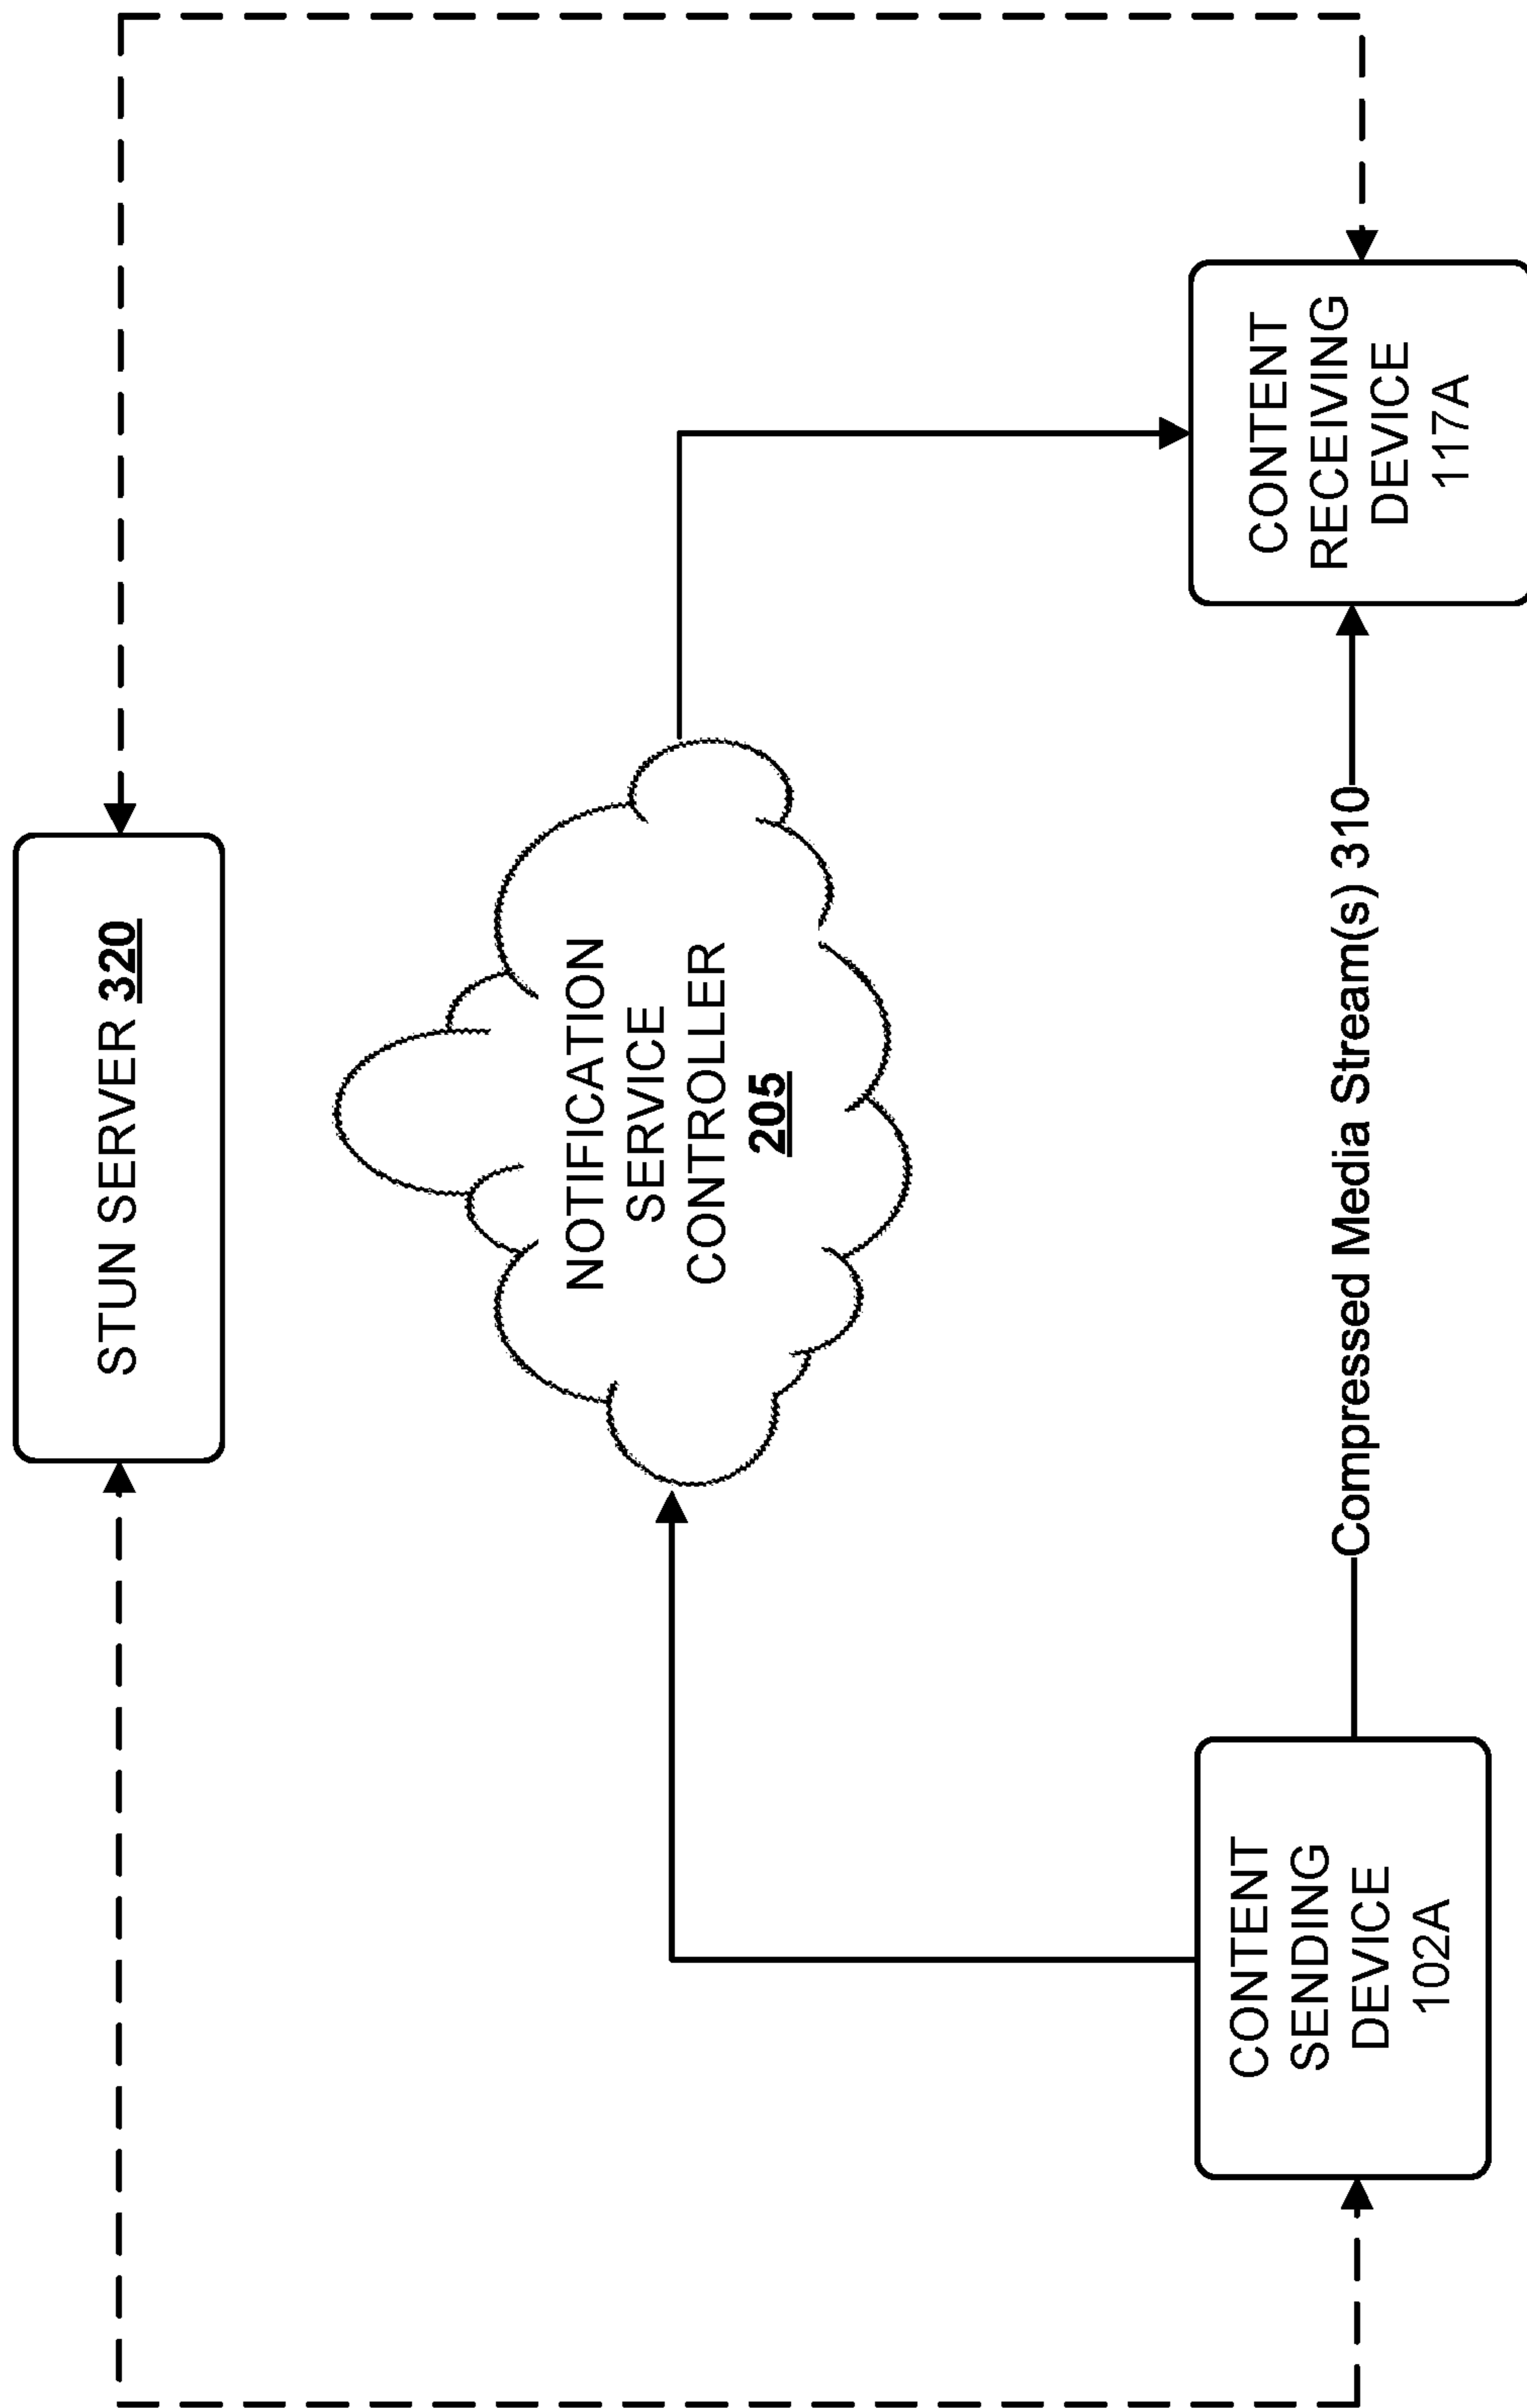 STUN SERVER 320
NOTIFICATION
SERVICE
CONTROLLER
205
CONTENT
SENDING
DEVICE
102A
Compressed Media Stream(s) 310
CONTENT
RECEIVING
DEVICE
117A